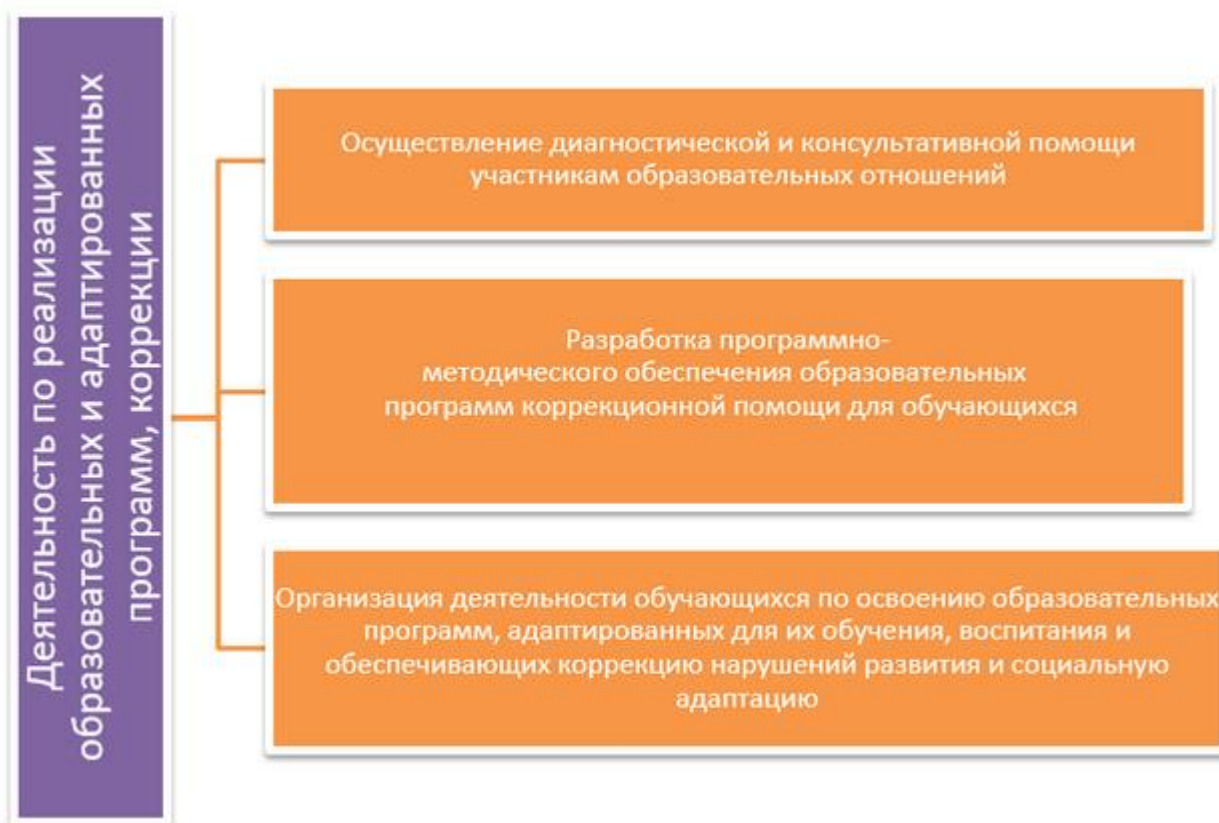 Деятельность по реализации
образовательных и адаптированных
программ, коррекции
Осуществление диагностической и консультативной помощи
участникам образовательных отношений
Разработка программно-
методического обеспечения образовательных
программ коррекционной помощи для обучающихся
Организация деятельности обучающихся по освоению образовательных
программ, адаптированных для их обучения, воспитания и
обеспечивающих коррекцию нарушений развития и социальную
адаптацию